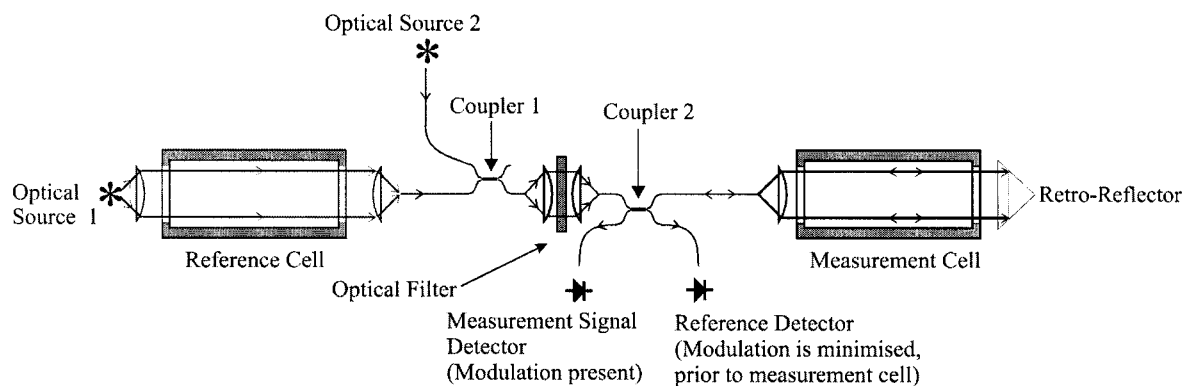 Optical Source 2
Coupler 1
Coupler 2
Optical
Source 1
Retro-Reflector
Reference Cell
Measurement Cell
Optical Filter
Measurement Signal
Detector
(Modulation present)
Reference Detector
(Modulation is minimised,
prior to measurement cell)